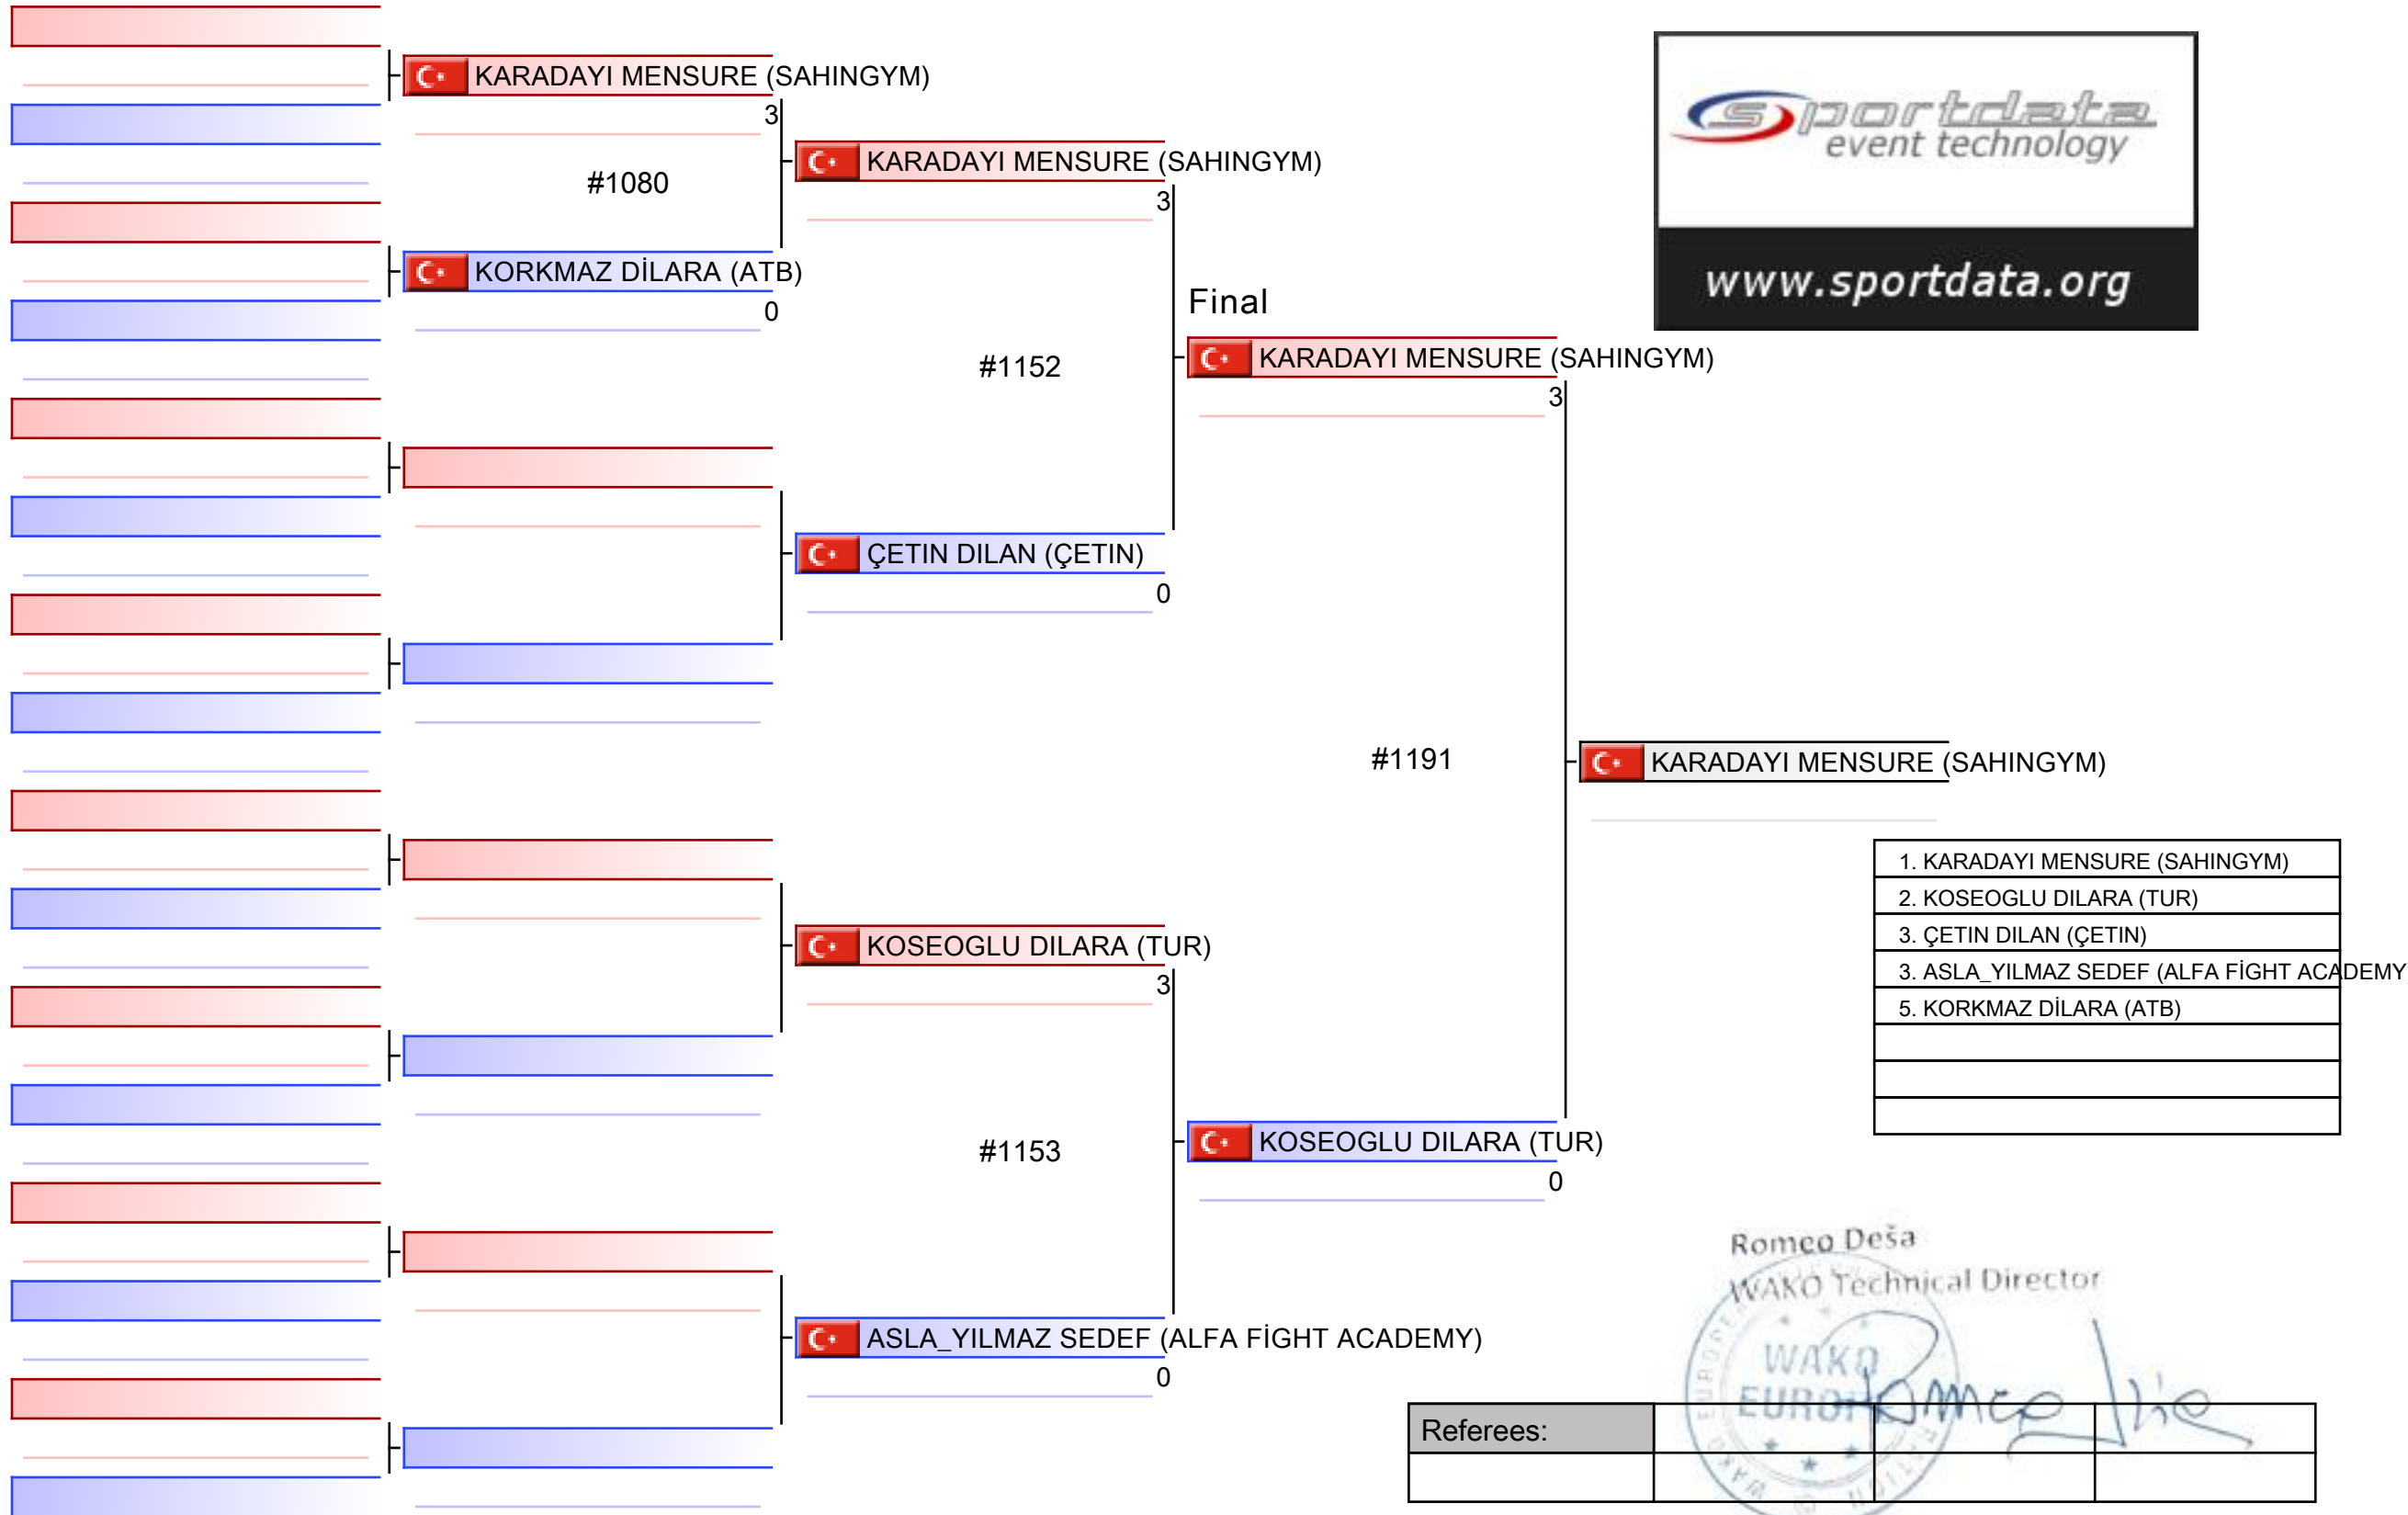 KARADAYI MENSURE (SAHINGYM)
3
#1080
KORKMAZ DİLARA (ATB)
0
KARADAYI MENSURE (SAHINGYM)
3
#1152
ÇETIN DILAN (ÇETIN)
0
KOSEOGLU DILARA (TUR)
3
#1153
ASLA_YILMAZ SEDEF (ALFA FİGHT ACADEMY)
0
Final
KARADAYI MENSURE (SAHINGYM)
3
#1191
KOSEOGLU DILARA (TUR)
0
KARADAYI MENSURE (SAHINGYM)
sportdata
event technology
www.sportdata.org
1. KARADAYI MENSURE (SAHINGYM)
2. KOSEOGLU DILARA (TUR)
3. ÇETIN DILAN (ÇETIN)
3. ASLA_YILMAZ SEDEF (ALFA FİGHT ACADEMY
5. KORKMAZ DİLARA (ATB)
Romeo Deša
WAKO Technical Director
WAKO
EUROPE
Referees: